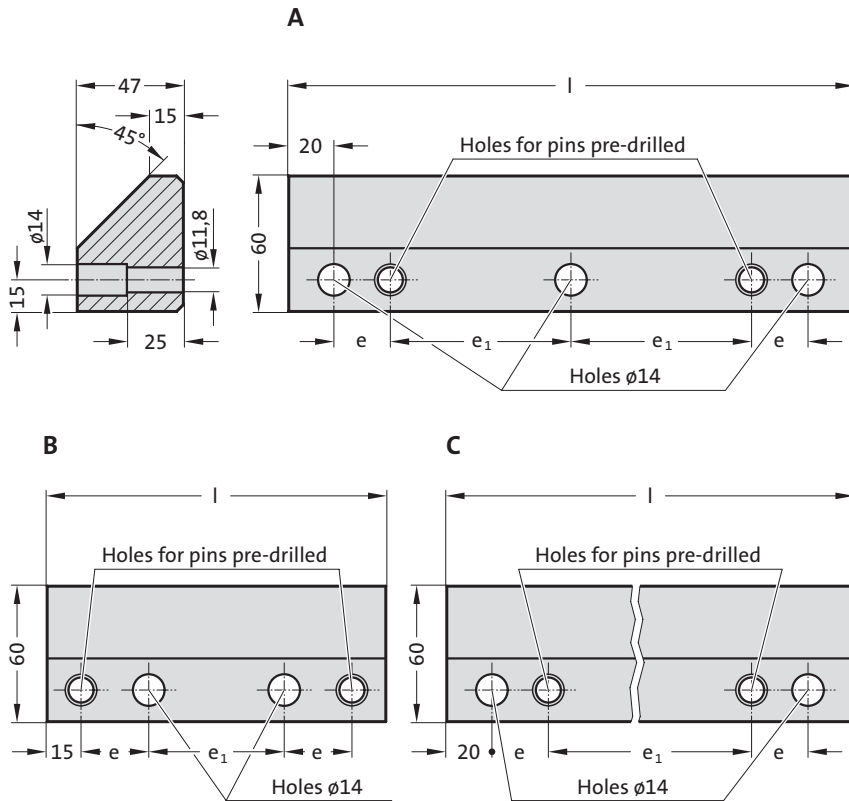 A
47
15
45°
ø14
ø11,8
15
25
l
20
Holes for pins pre-drilled
60
e
e₁
e₁
e
Holes ø14
B
l
Holes for pins pre-drilled
60
15
e
e₁
e
Holes ø14
C
l
Holes for pins pre-drilled
60
20
e
e₁
e
Holes ø14